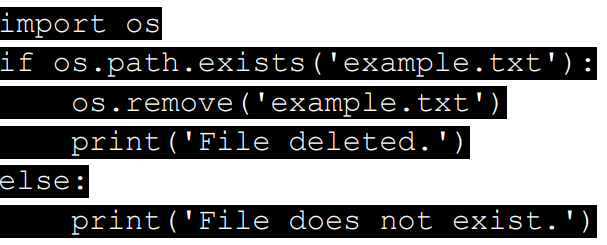 import os
if os.path.exists('example.txt'):
    os.remove('example.txt')
    print('File deleted.')
else:
    print('File does not exist.')